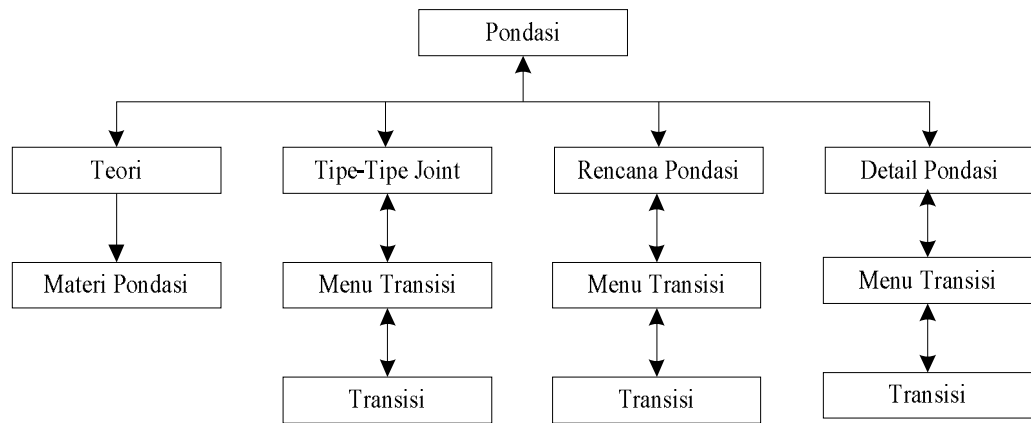 Pondasi
Teori
Tipe-Tipe Joint
Rencana Pondasi
Detail Pondasi
Materi Pondasi
Menu Transisi
Menu Transisi
Menu Transisi
Transisi
Transisi
Transisi